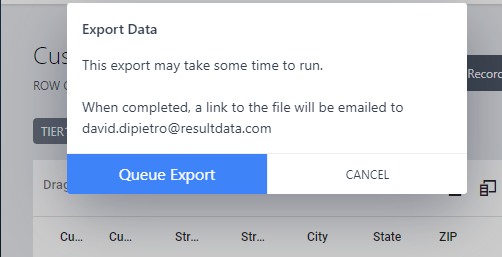 Export Data
This export may take some time to run.
When completed, a link to the file will be emailed to
david.dipietro@resultdata.com
Queue Export
CANCEL
Cus
ROW
Record
TIER
Drag
Cu...
Cu...
Str...
Str...
City
State
ZIP